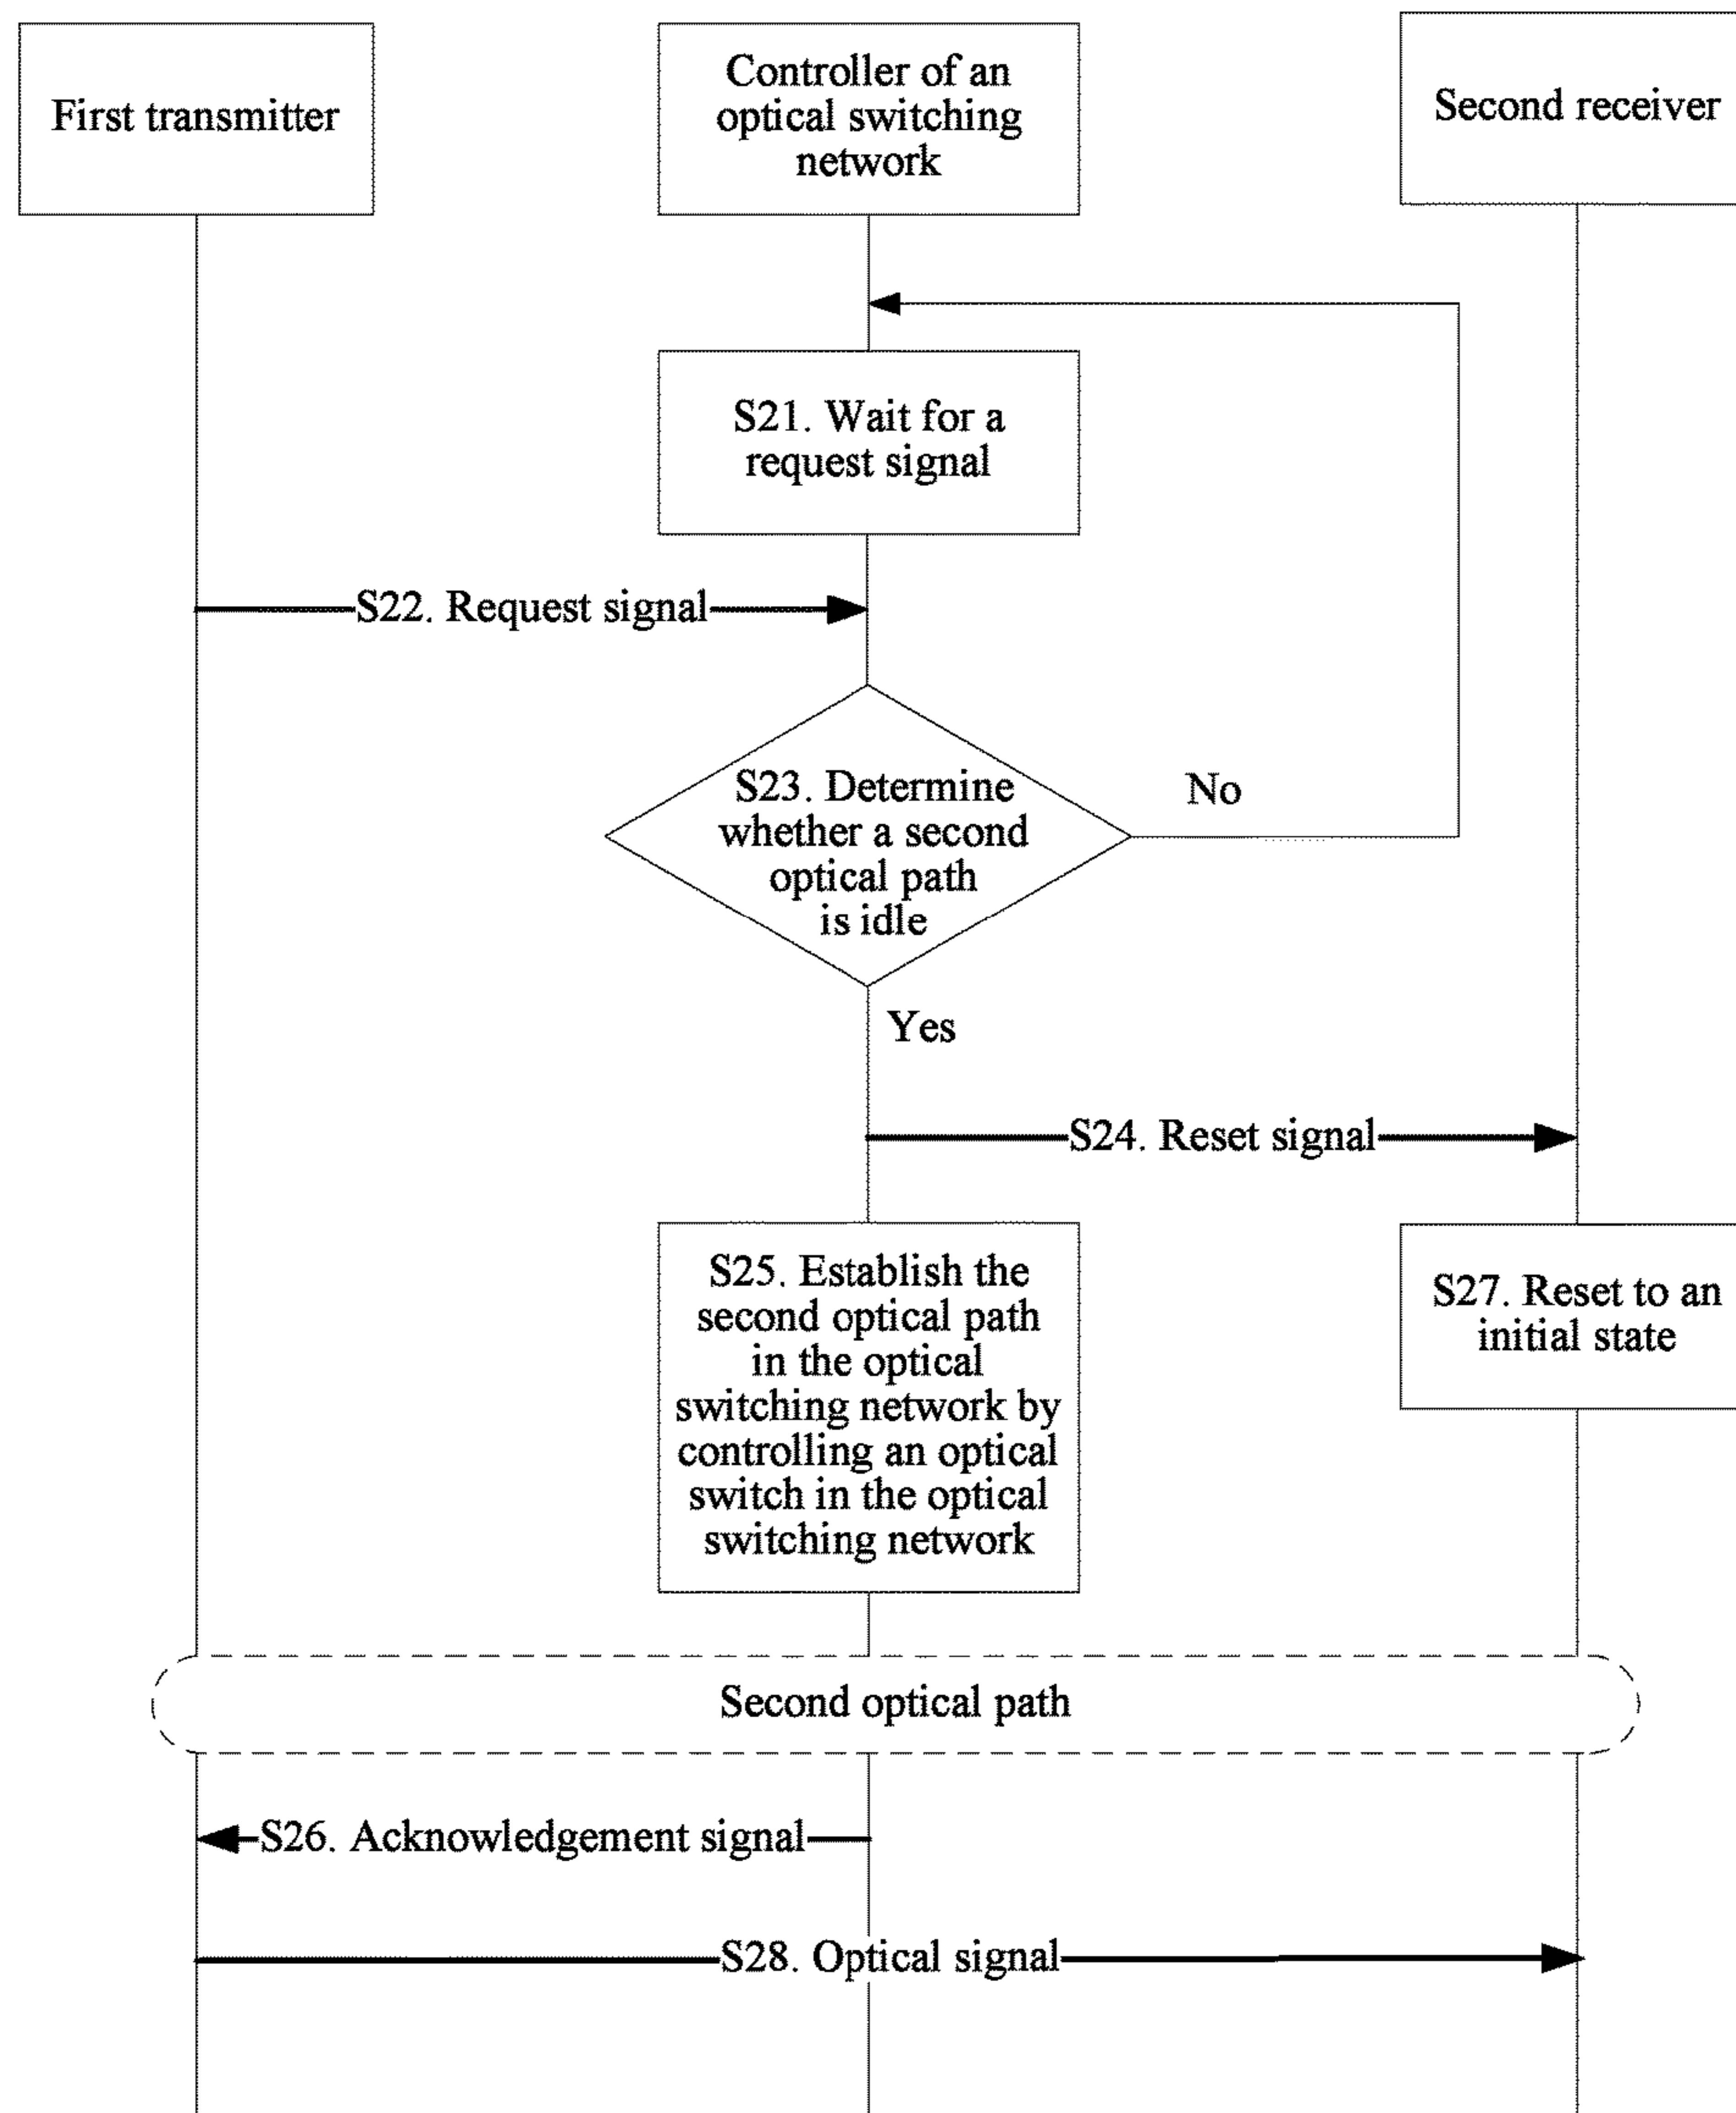 First transmitter
Controller of an
optical switching
network
Second receiver
S21. Wait for a
request signal
S22. Request signal
S23. Determine
whether a second
optical path
is idle
No
Yes
S24. Reset signal
S25. Establish the
second optical path
in the optical
switching network by
controlling an optical
switch in the optical
switching network
S27. Reset to an
initial state
Second optical path
S26. Acknowledgement signal
S28. Optical signal